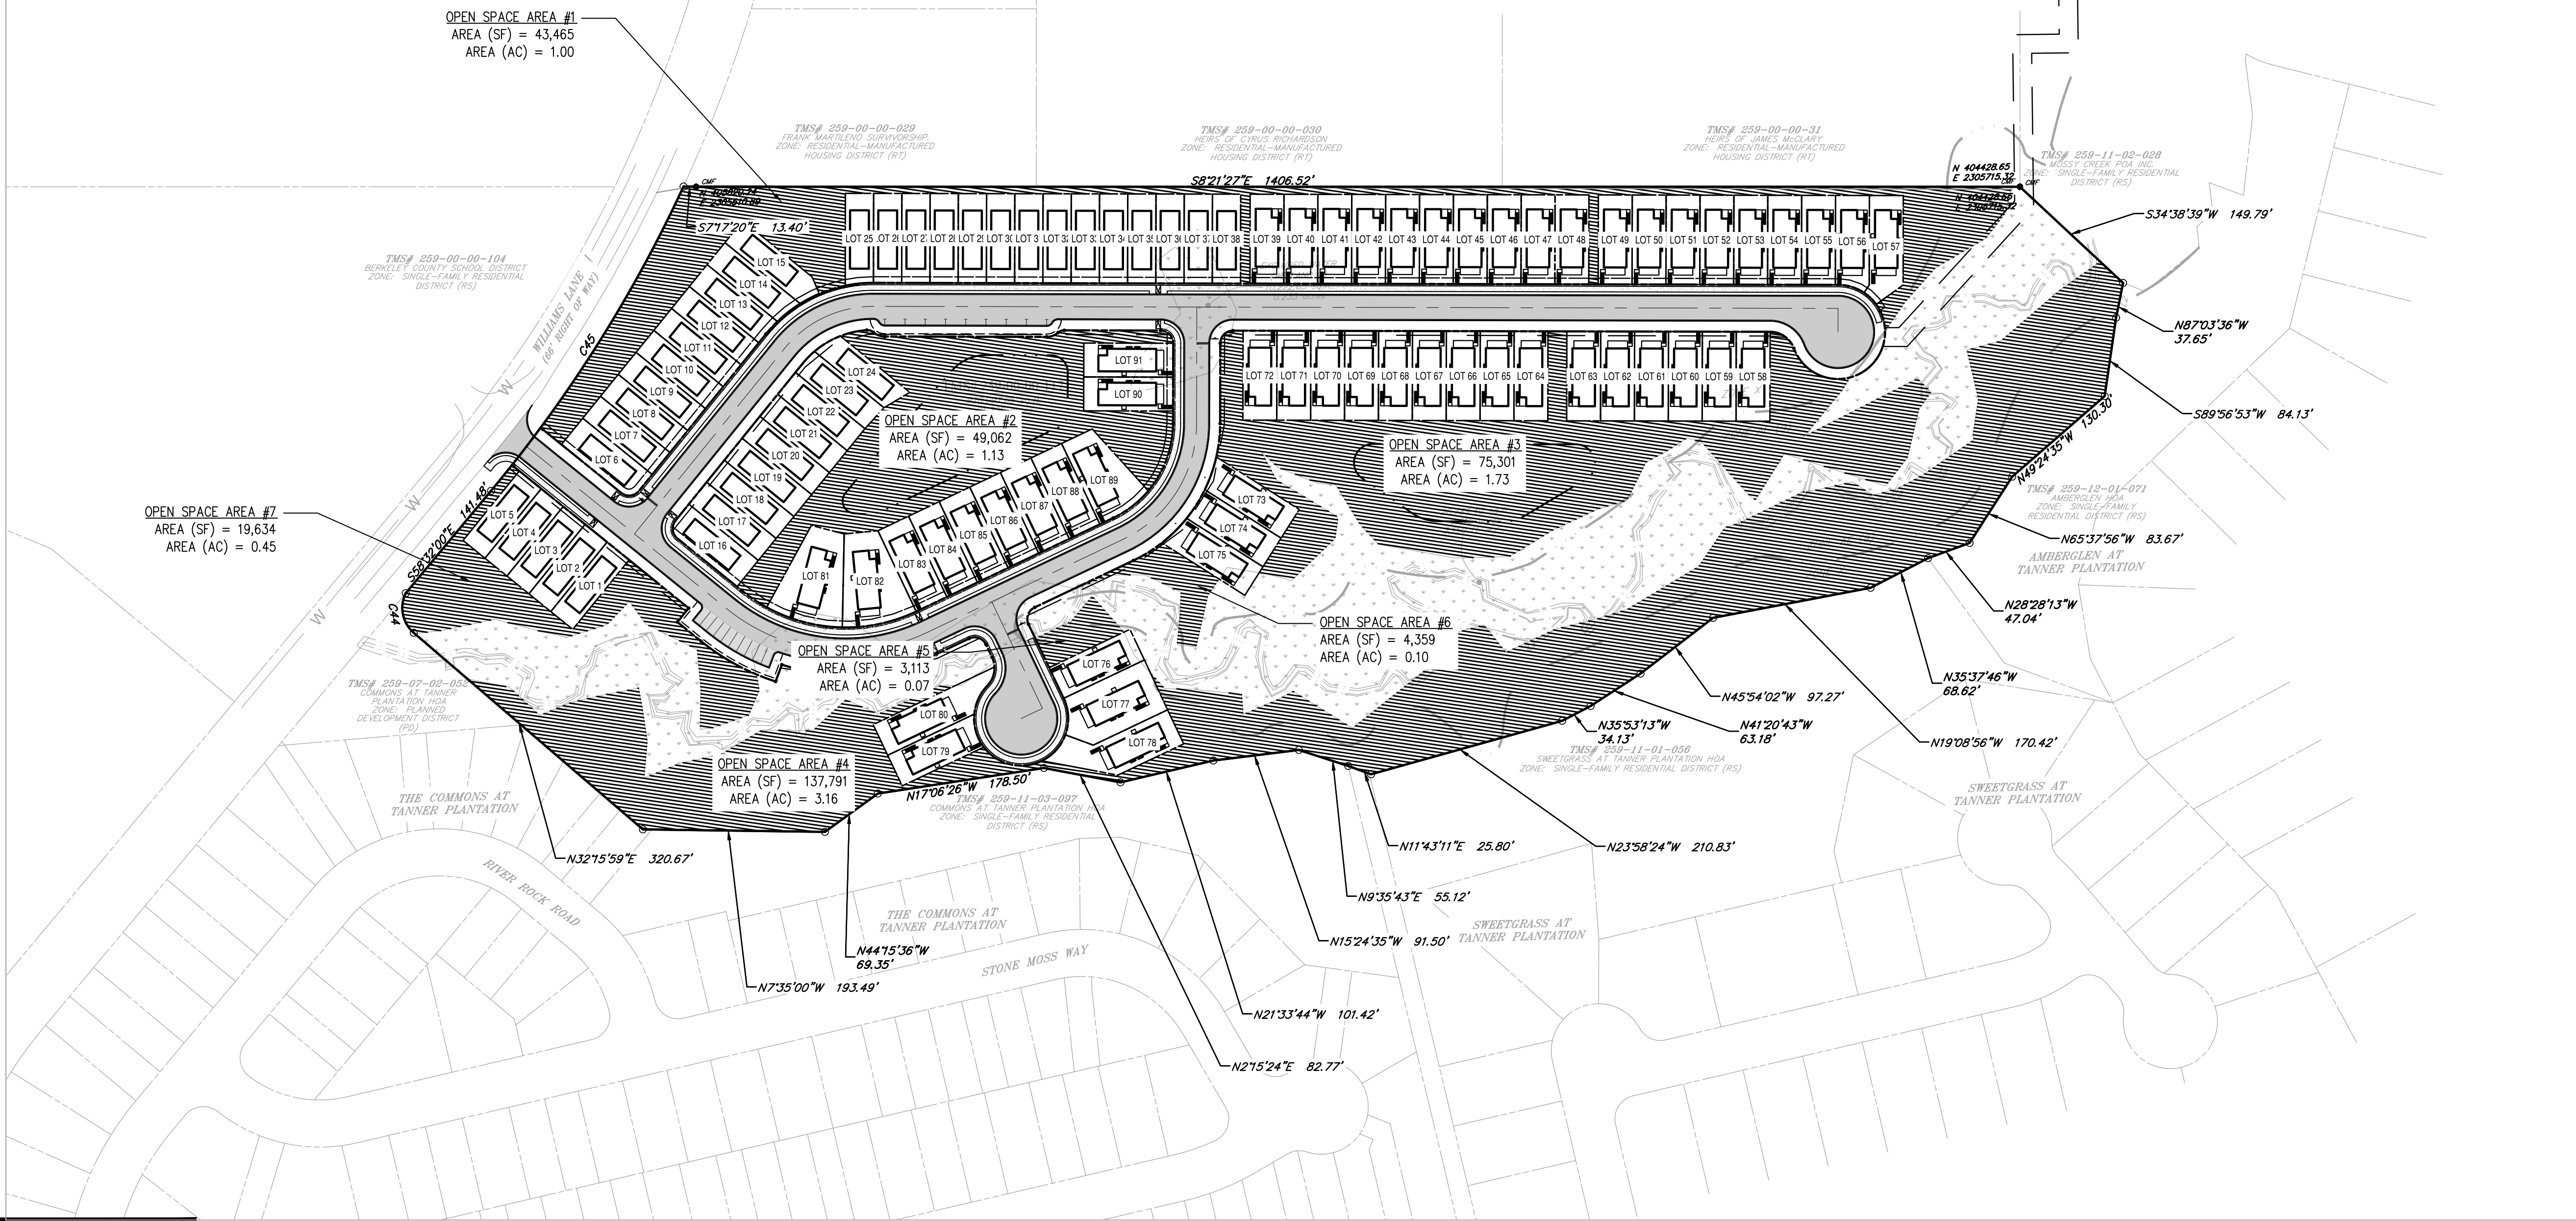 OPEN SPACE AREA #1
AREA (SF) = 43,465
AREA (AC) = 1.00
TMS# 259-00-00-029
FRANK MARTILENO SURVIVORSHIP,
ZONE: RESIDENTIAL-MANUFACTURED
HOUSING DISTRICT (RT)
TMS# 259-00-00-030
HEIRS OF CYRUS RICHARDSON
ZONE: RESIDENTIAL-MANUFACTURED
HOUSING DISTRICT (RT)
TMS# 259-00-00-31
HEIRS OF JAMES McCLARY
ZONE: RESIDENTIAL-MANUFACTURED
HOUSING DISTRICT (RT)
TMS# 259-11-02-028
MOSSY CREEK POA INC.
ZONE: SINGLE-FAMILY RESIDENTIAL
DISTRICT (RS)
N 404428.65
E 2305715.32
CMF
CMF
CMF
S8°21'27"E 1406.52'
S7°17'20"E 13.40'
S34°38'39"W 149.79'
TMS# 259-00-00-104
BERKELEY COUNTY SCHOOL DISTRICT
ZONE: SINGLE-FAMILY RESIDENTIAL
DISTRICT (RS)
WILLIAMS LANE
(66' RIGHT OF WAY)
C45
W
W
W
LOT 25
LOT 38
LOT 39
LOT 40
LOT 41
LOT 42
LOT 43
LOT 44
LOT 45
LOT 46
LOT 47
LOT 48
LOT 49
LOT 50
LOT 51
LOT 52
LOT 53
LOT 54
LOT 55
LOT 56
LOT 57
LOT 15
LOT 14
LOT 13
LOT 12
LOT 11
LOT 10
LOT 9
LOT 8
LOT 7
LOT 6
N87°03'36"W
37.65'
S89°56'53"W 84.13'
LOT 91
LOT 90
LOT 72
LOT 71
LOT 70
LOT 69
LOT 68
LOT 67
LOT 66
LOT 65
LOT 64
LOT 63
LOT 62
LOT 61
LOT 60
LOT 59
LOT 58
LOT 24
LOT 23
LOT 22
LOT 21
LOT 20
LOT 19
LOT 18
LOT 17
LOT 16
OPEN SPACE AREA #2
AREA (SF) = 49,062
AREA (AC) = 1.13
OPEN SPACE AREA #3
AREA (SF) = 75,301
AREA (AC) = 1.73
N49°24'35"W 130.30'
TMS# 259-12-01-071
AMBERGLEN HOA
ZONE: SINGLE-FAMILY
RESIDENTIAL DISTRICT (RS)
N65°37'56"W 83.67'
AMBERGLEN AT
TANNER PLANTATION
OPEN SPACE AREA #7
AREA (SF) = 19,634
AREA (AC) = 0.45
S58°32'00"E 141.48'
C44
LOT 5
LOT 4
LOT 3
LOT 2
LOT 1
LOT 81
LOT 82
LOT 83
LOT 84
LOT 85
LOT 86
LOT 87
LOT 88
LOT 89
LOT 73
LOT 74
LOT 75
N28°28'13"W
47.04'
OPEN SPACE AREA #6
AREA (SF) = 4,359
AREA (AC) = 0.10
OPEN SPACE AREA #5
AREA (SF) = 3,113
AREA (AC) = 0.07
LOT 76
LOT 77
LOT 78
LOT 80
LOT 79
N35°37'46"W
68.62'
N45°54'02"W 97.27'
N35°53'13"W
34.13'
N41°20'43"W
63.18'
N19°08'56"W 170.42'
TMS# 259-07-02-052
COMMONS AT TANNER
PLANTATION HOA
ZONE: PLANNED
DEVELOPMENT DISTRICT
(PD)
OPEN SPACE AREA #4
AREA (SF) = 137,791
AREA (AC) = 3.16
TMS# 259-11-01-056
SWEETGRASS AT TANNER PLANTATION HOA
ZONE: SINGLE-FAMILY RESIDENTIAL DISTRICT (RS)
N17°06'26"W 178.50'
TMS# 259-11-03-097
COMMONS AT TANNER PLANTATION HOA
ZONE: SINGLE-FAMILY RESIDENTIAL
DISTRICT (RS)
THE COMMONS AT
TANNER PLANTATION
SWEETGRASS AT
TANNER PLANTATION
N32°15'59"E 320.67'
RIVER ROCK ROAD
N11°43'11"E 25.80'
N23°58'24"W 210.83'
N9°35'43"E 55.12'
THE COMMONS AT
TANNER PLANTATION
SWEETGRASS AT
TANNER PLANTATION
N15°24'35"W 91.50'
N44°15'36"W
69.35'
STONE MOSS WAY
N7°35'00"W 193.49'
N21°33'44"W 101.42'
N2°15'24"E 82.77'